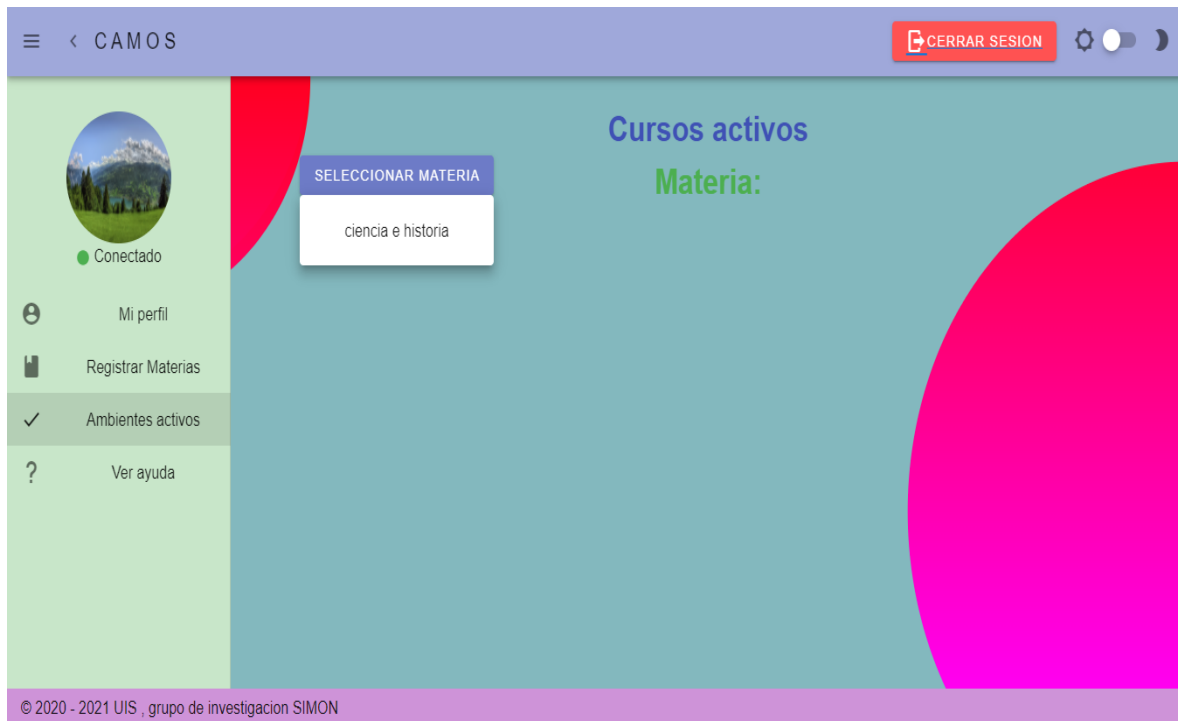 CAMOS
CERRAR SESION
Conectado
Mi perfil
Registrar Materias
Ambientes activos
Ver ayuda
Cursos activos
SELECCIONAR MATERIA
Materia:
ciencia e historia
© 2020 - 2021 UIS , grupo de investigacion SIMON